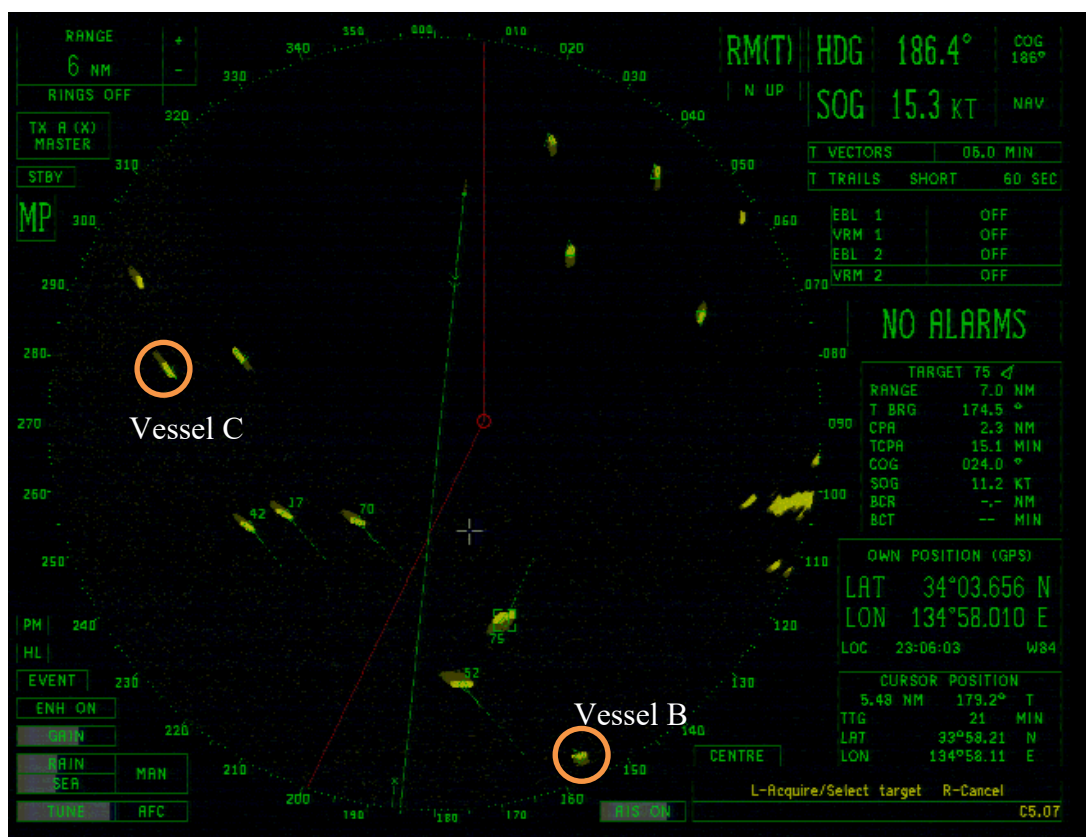 RANGE
+
6 NM
-
RINGS OFF
TX A (X)
MASTER
STBY
MP
PM
HL
EVENT
ENH ON
GAIN
RAIN
SEA
MAN
TUNE
AFC
350
000
010
340
020
330
030
320
040
310
050
300
060
290
070
280
080
270
090
260
100
250
110
240
120
230
130
220
140
210
150
200
160
190
180
170
Vessel C
42
17
70
75
52
Vessel B
RM(T)
N UP
HDG 186.4° COG 186°
SOG 15.3 KT NAV
T VECTORS 06.0 MIN
T TRAILS SHORT 60 SEC
EBL 1 OFF
VRM 1 OFF
EBL 2 OFF
VRM 2 OFF
NO ALARMS
TARGET 75
RANGE 7.0 NM
T BRG 174.5 °
CPA 2.3 NM
TCPA 15.1 MIN
COG 024.0 °
SOG 11.2 KT
BCR -.- NM
BCT -- MIN
OWN POSITION (GPS)
LAT 34°03.656 N
LON 134°58.010 E
LOC 23:06:03 W84
CURSOR POSITION
5.48 NM 179.2° T
TTG 21 MIN
LAT 33°58.21 N
LON 134°58.11 E
CENTRE
AIS ON
L-Acquire/Select target R-Cancel
C5.07